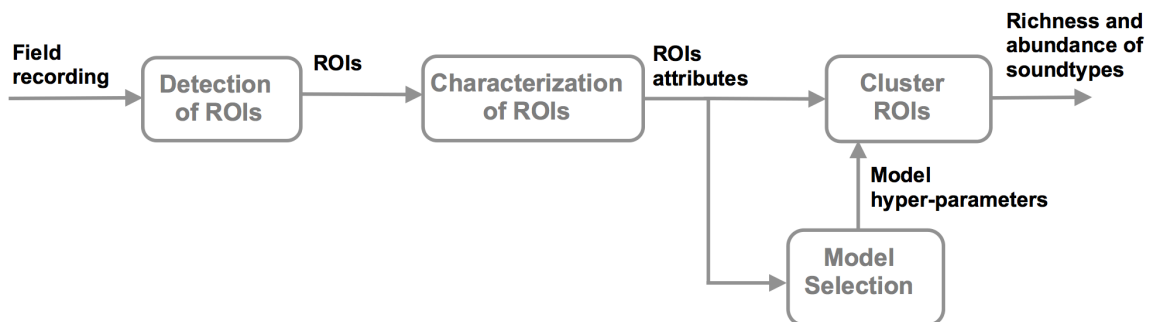 Field
recording
Detection
of ROIs
ROIs
Characterization
of ROIs
ROIs
attributes
Cluster
ROIs
Richness and
abundance of
soundtypes
Model
hyper-parameters
Model
Selection